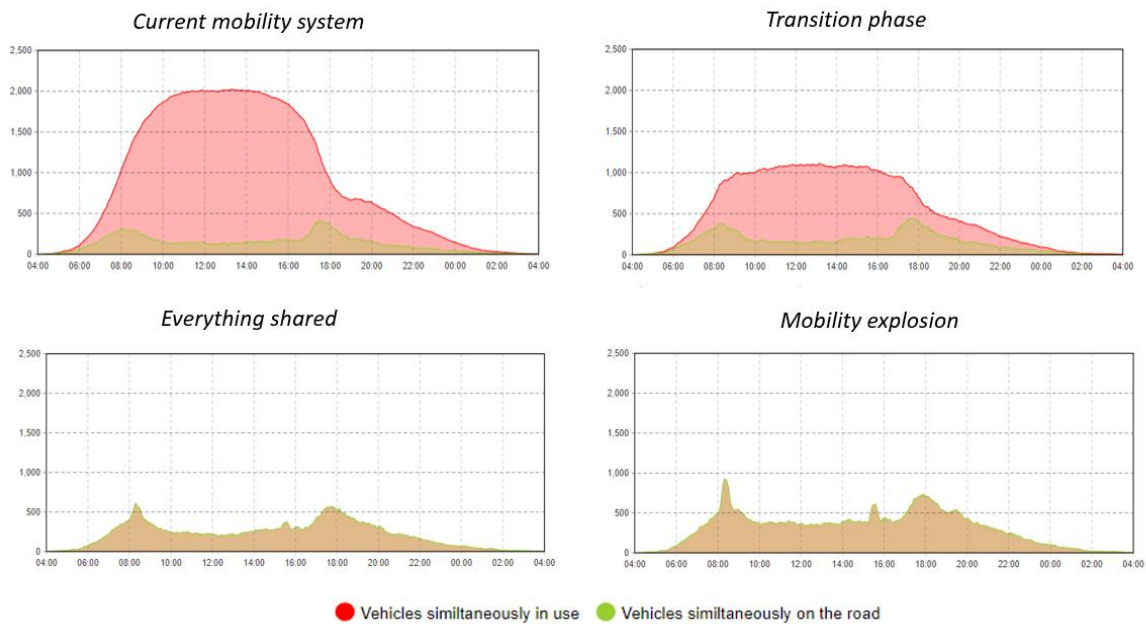 Current mobility system
2,500
2,000
1,500
1,000
500
0
04:00 06:00 08:00 10:00 12:00 14:00 16:00 18:00 20:00 22:00 00:00 02:00 04:00
Transition phase
2,500
2,000
1,500
1,000
500
0
04:00 06:00 08:00 10:00 12:00 14:00 16:00 18:00 20:00 22:00 00:00 02:00 04:00
Everything shared
2,500
2,000
1,500
1,000
500
0
04:00 06:00 08:00 10:00 12:00 14:00 16:00 18:00 20:00 22:00 00:00 02:00 04:00
Mobility explosion
2,500
2,000
1,500
1,000
500
0
04:00 06:00 08:00 10:00 12:00 14:00 16:00 18:00 20:00 22:00 00:00 02:00 04:00
Vehicles similtaneously in use Vehicles similtaneously on the road